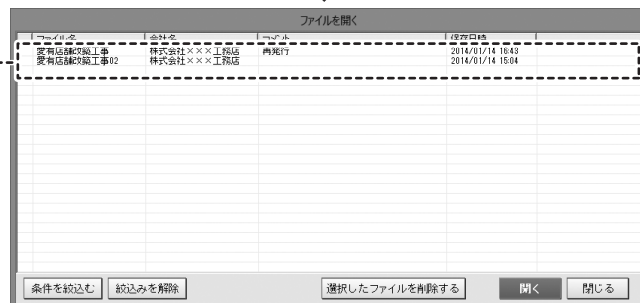 ファイルを開く
ファイル名 会社名 コメント 保存日時
愛有店舗改築工事 株式会社×××工務店 再発行 2014/01/14 16:43
愛有店舗改築工事02 株式会社×××工務店 2014/01/14 15:04
条件を絞込む 絞込みを解除 選択したファイルを削除する 開く 閉じる